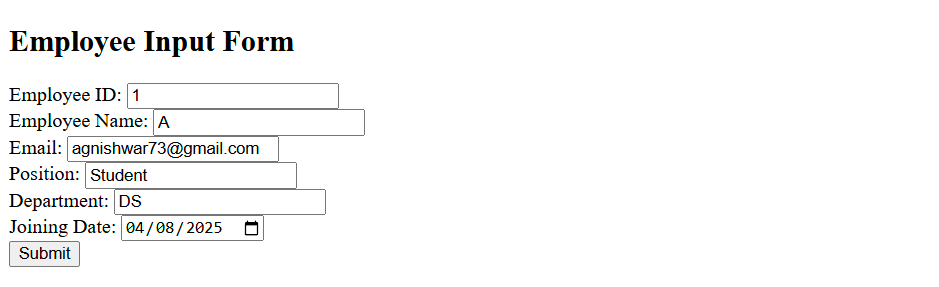 Employee Input Form
Employee ID: 1
Employee Name: A
Email: agnishwar73@gmail.com
Position: Student
Department: DS
Joining Date: 04/08/2025
Submit